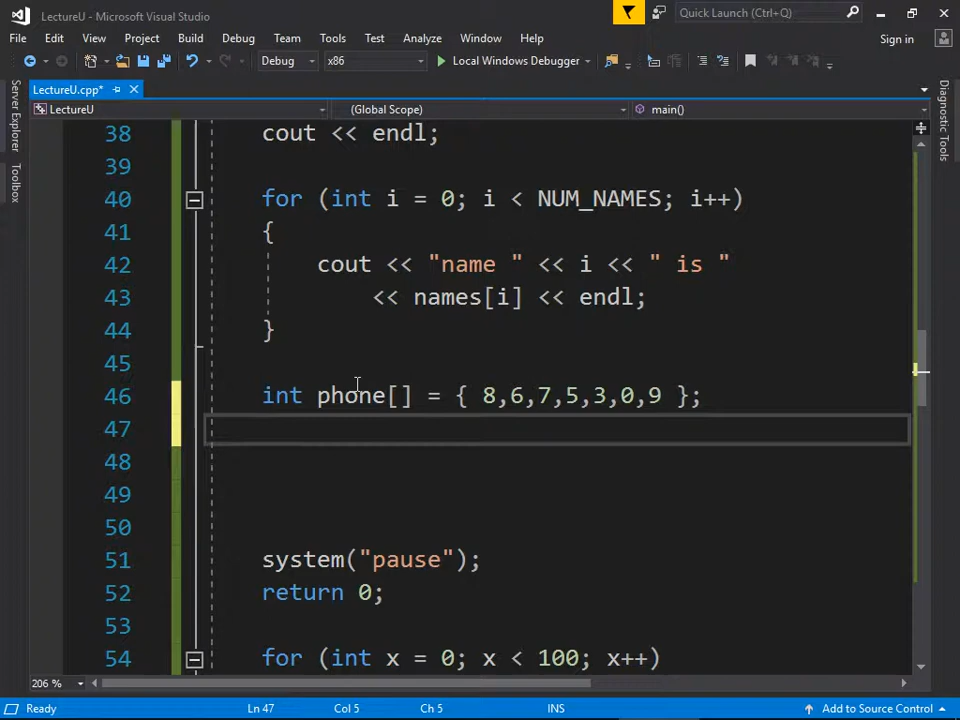 LectureU - Microsoft Visual Studio
Quick Launch (Ctrl+Q)
File Edit View Project Build Debug Team Tools Test Analyze Window Help Sign in
Debug x86 Local Windows Debugger
LectureU.cpp*
LectureU (Global Scope) main()
Server Explorer
Toolbox
Diagnostic Tools
38 cout << endl;
39
40 for (int i = 0; i < NUM_NAMES; i++)
41 {
42 cout << "name " << i << " is "
43 << names[i] << endl;
44 }
45
46 int phone[] = { 8,6,7,5,3,0,9 };
47
48
49
50
51 system("pause");
52 return 0;
53
54 for (int x = 0; x < 100; x++)
206 %
Ready Ln 47 Col 5 Ch 5 INS Add to Source Control